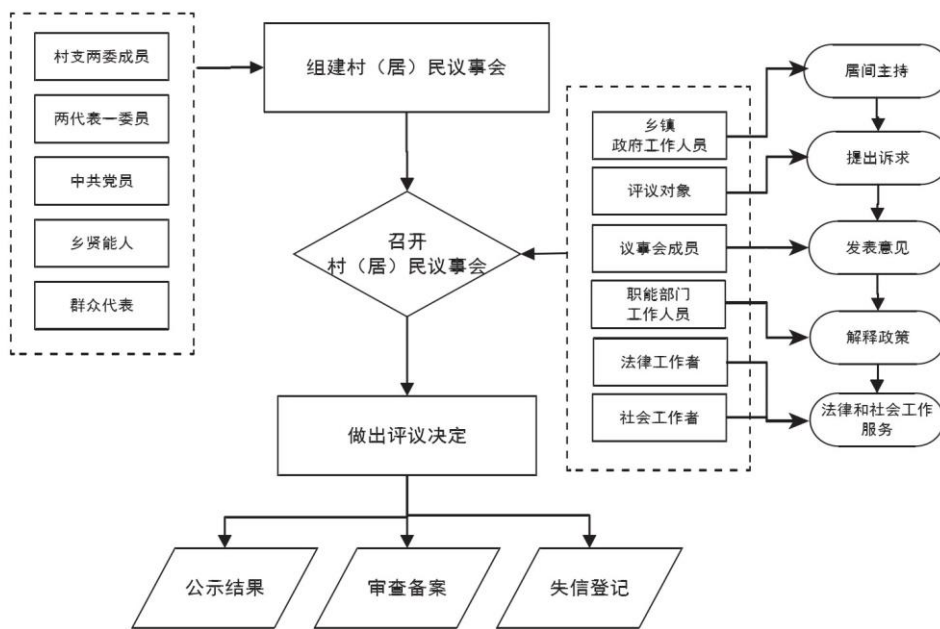 村支两委成员
两代表一委员
中共党员
乡贤能人
群众代表
组建村（居）民议事会
召开
村（居）民议事会
做出评议决定
公示结果
审查备案
失信登记
乡镇
政府工作人员
评议对象
议事会成员
职能部门
工作人员
法律工作者
社会工作者
居间主持
提出诉求
发表意见
解释政策
法律和社会工作
服务